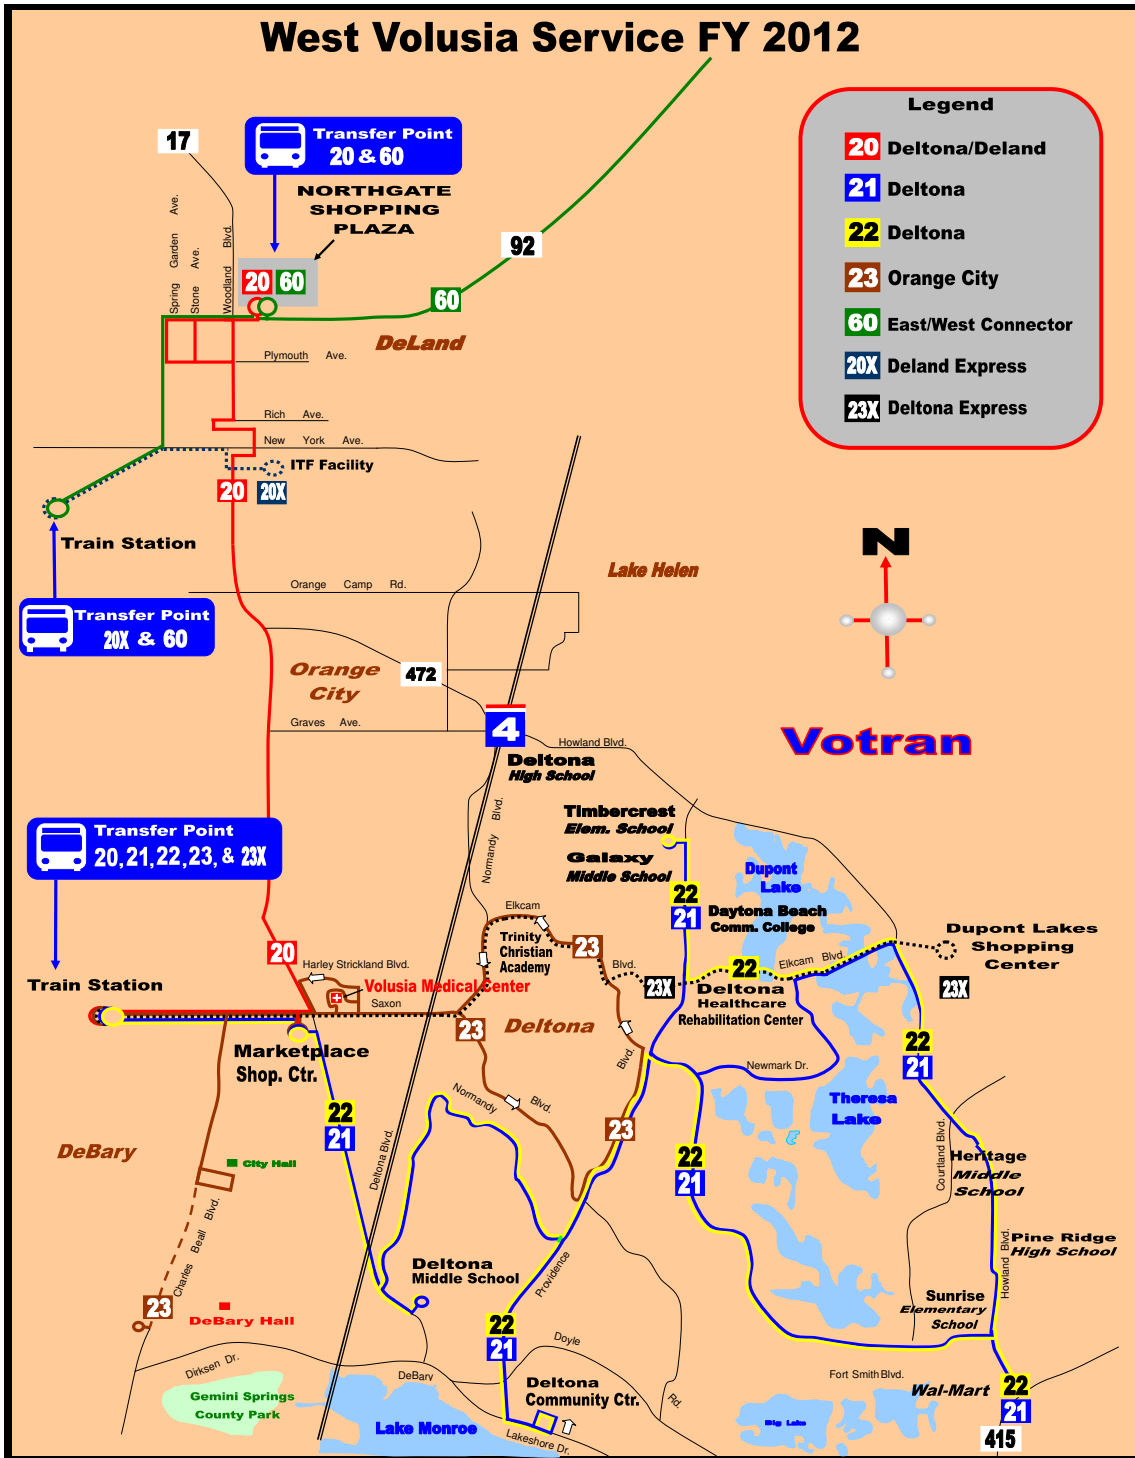 West Volusia Service FY 2012
Legend
20 Deltona/Deland
21 Deltona
22 Deltona
23 Orange City
60 East/West Connector
20X Deland Express
23X Deltona Express
17
Transfer Point
20 & 60
NORTHGATE
SHOPPING
PLAZA
92
Spring Garden Ave.
Stone Ave.
Woodland Blvd.
20 60
60
DeLand
Plymouth Ave.
Rich Ave.
New York Ave.
ITF Facility
20
20X
Train Station
Transfer Point
20X & 60
Orange Camp Rd.
Lake Helen
N
Orange
City
472
Graves Ave.
4
Howland Blvd.
Votran
Deltona
High School
Normandy Blvd.
Timbercrest
Elem. School
Galaxy
Middle School
Transfer Point
20, 21, 22, 23, & 23X
Dupont
Lake
22
21
Daytona Beach
Comm. College
Elkcam
Trinity
Christian
Academy
23
Blvd.
23X
22
Elkcam Blvd.
Dupont Lakes
Shopping
Center
23X
20
Harley Strickland Blvd.
Volusia Medical Center
Saxon
Train Station
Deltona
Healthcare
Rehabilitation Center
23
Deltona
Marketplace
Shop. Ctr.
Blvd.
Newmark Dr.
22
21
Theresa
Lake
Normandy Blvd.
22
21
23
DeBary
City Hall
Deltona Blvd.
22
21
Courtland Blvd.
Heritage
Middle
School
Charles Beall Blvd.
Howland Blvd.
Pine Ridge
High School
Deltona
Middle School
Providence
23
DeBary Hall
Sunrise
Elementary
School
22
21
Doyle
Rd.
Dirksen Dr.
DeBary
Fort Smith Blvd.
Gemini Springs
County Park
Deltona
Community Ctr.
Wal-Mart
22
21
Lake Monroe
Lakeshore Dr.
Big Lake
415